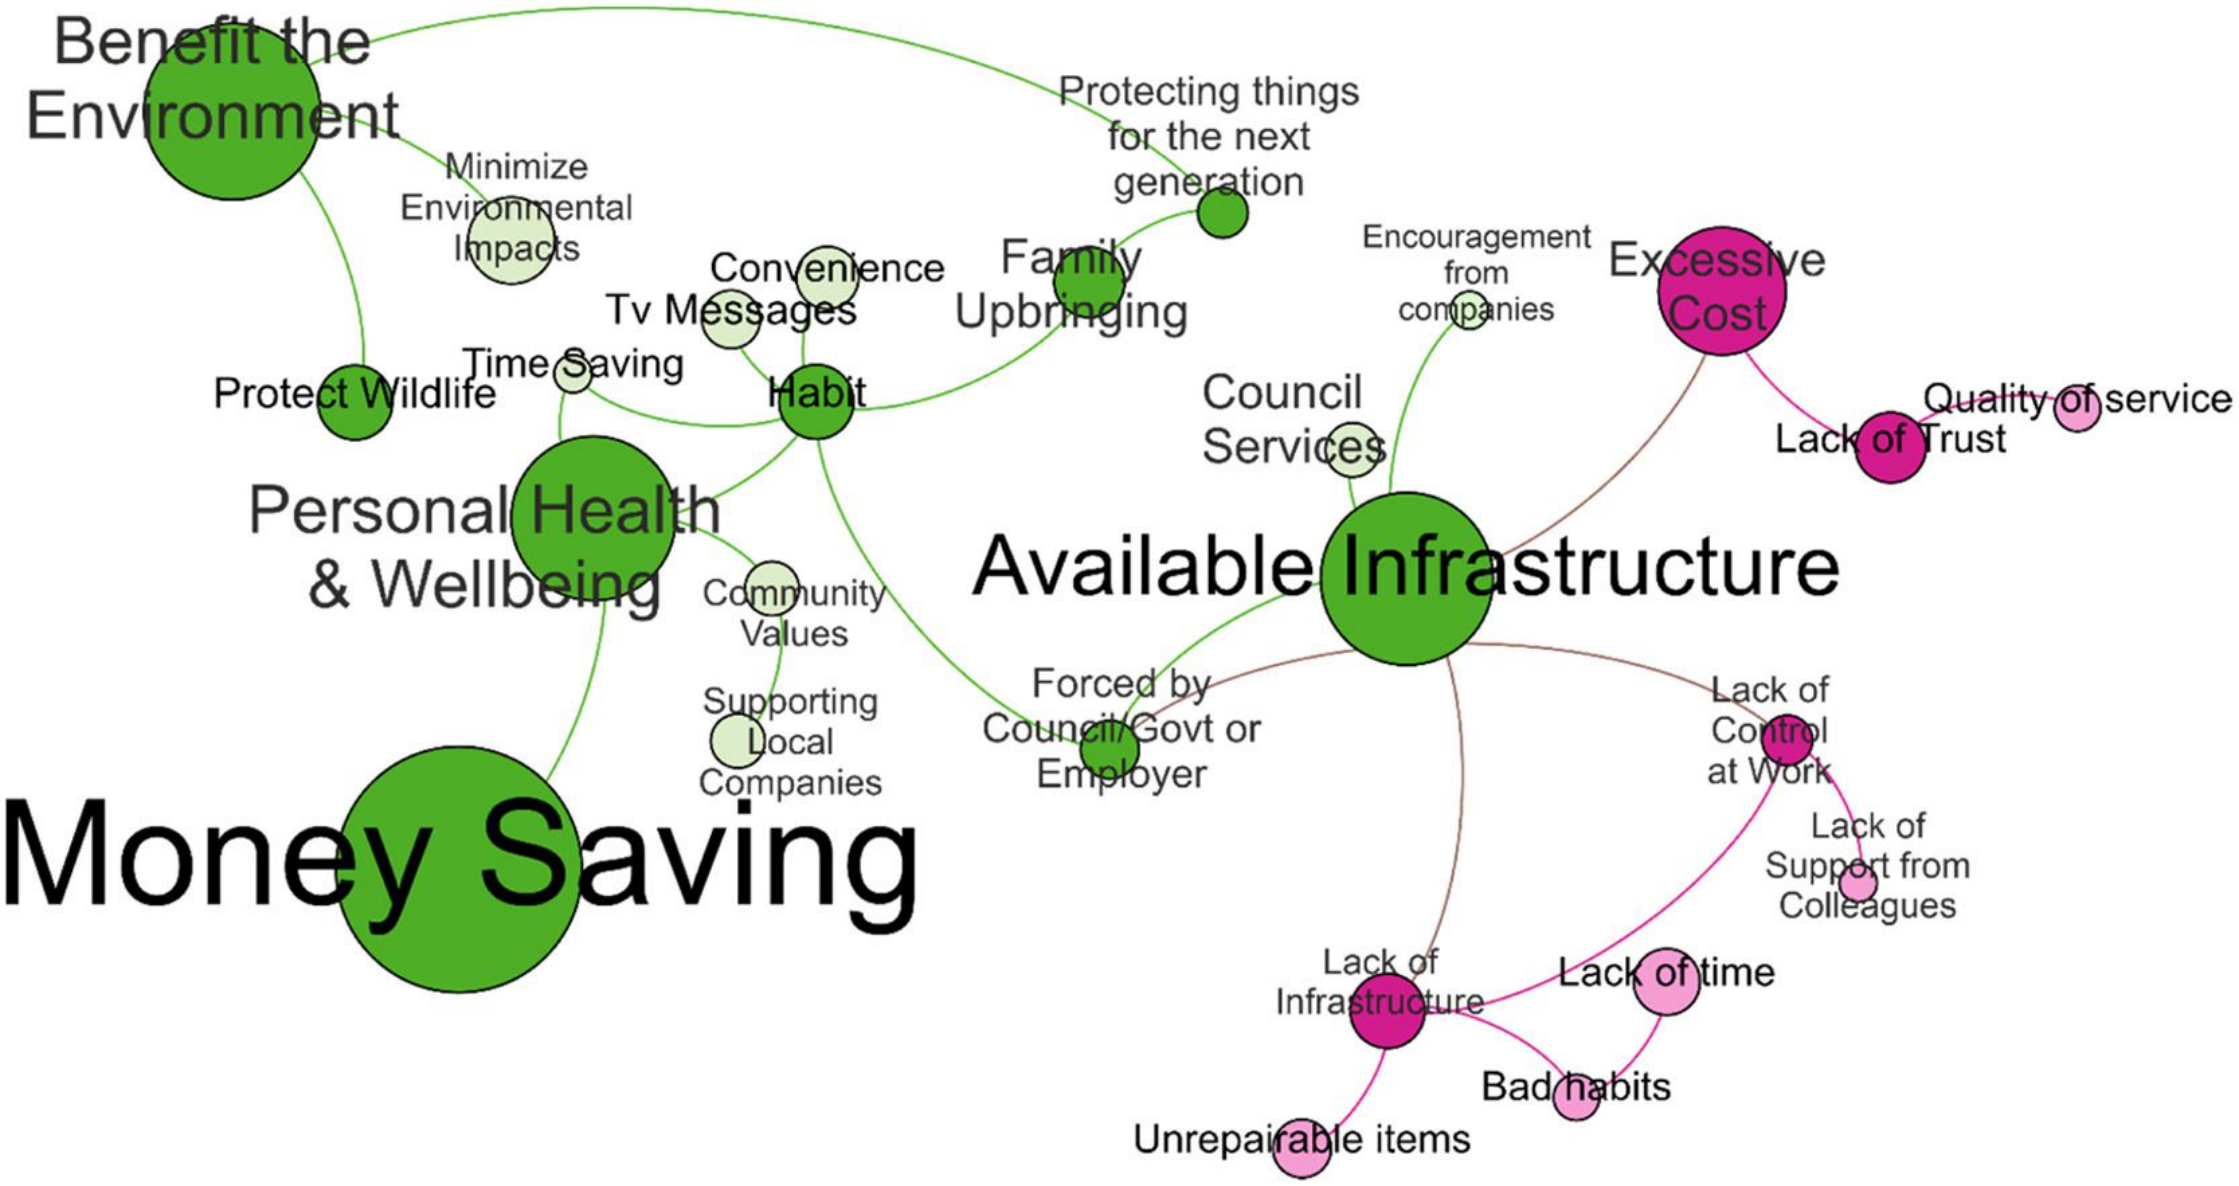 Benefit the
Environment
Protecting things
for the next
generation
Minimize
Environmental
Impacts
Convenience
Tv Messages
Family
Upbringing
Encouragement
from
companies
Excessive
Cost
Time Saving
Protect Wildlife
Habit
Council
Services
Quality of service
Lack of Trust
Personal Health
& Wellbeing
Available Infrastructure
Community
Values
Supporting
Local
Companies
Forced by
Council/Govt or
Employer
Lack of
Control
at Work
Money Saving
Lack of
Support from
Colleagues
Lack of
Infrastructure
Lack of time
Bad habits
Unrepairable items